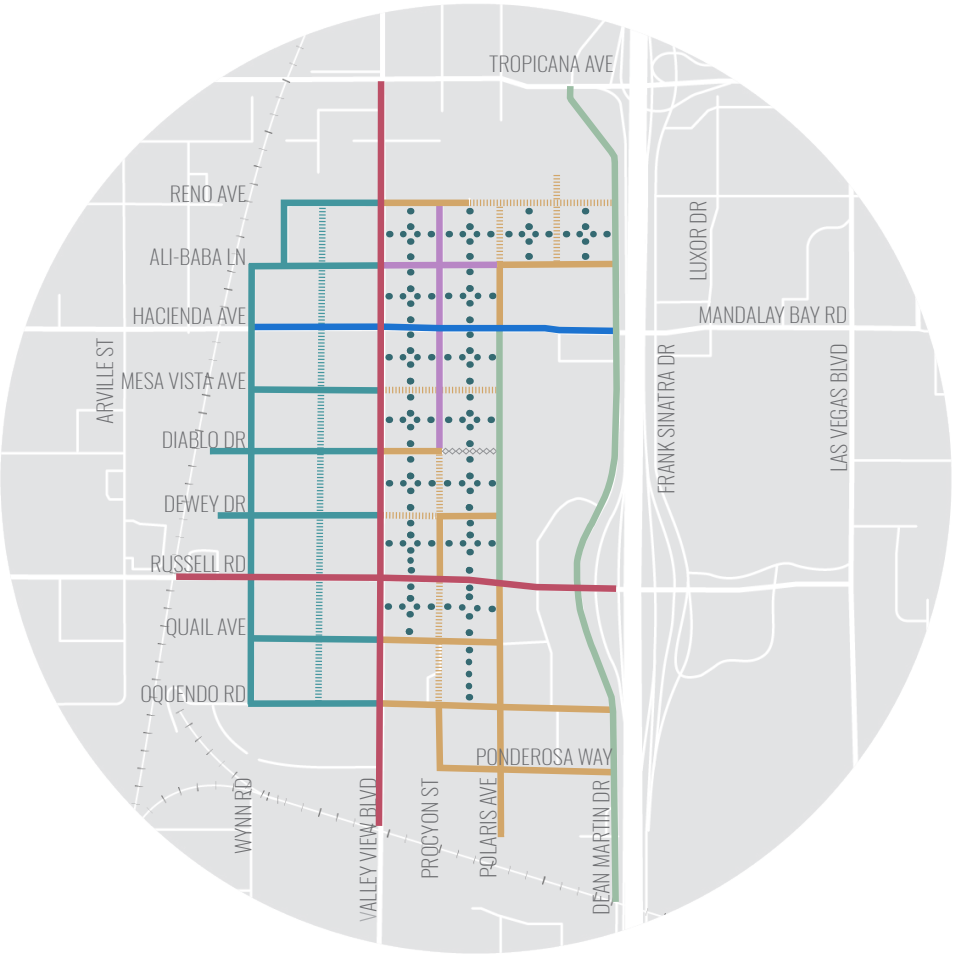 TROPICANA AVE
RENO AVE
LUXOR DR
ALI-BABA LN
HACIENDA AVE
MANDALAY BAY RD
ARVILLE ST
MESA VISTA AVE
FRANK SINATRA DR
LAS VEGAS BLVD
DIABLO DR
DEWEY DR
RUSSELL RD
QUAIL AVE
OQUENDO RD
PONDEROSA WAY
WYNN RD
VALLEY VIEW BLVD
PROCYON ST
POLARIS AVE
DEAN MARTIN DR